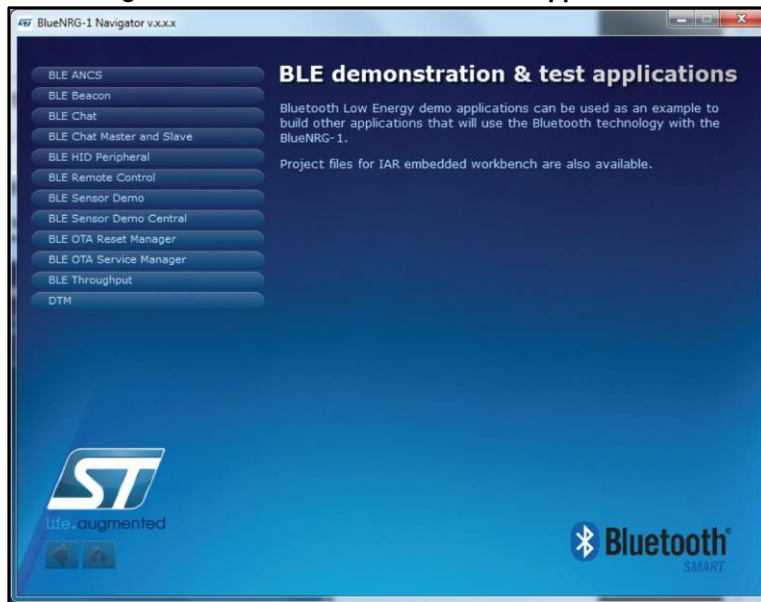 BlueNRG-1 Navigator v.x.x.x
BLE ANCS
BLE Beacon
BLE Chat
BLE Chat Master and Slave
BLE HID Peripheral
BLE Remote Control
BLE Sensor Demo
BLE Sensor Demo Central
BLE OTA Reset Manager
BLE OTA Service Manager
BLE Throughput
DTM
BLE demonstration & test applications
Bluetooth Low Energy demo applications can be used as an example to
build other applications that will use the Bluetooth technology with the
BlueNRG-1.
Project files for IAR embedded workbench are also available.
ST
life.augmented
Bluetooth®
SMART